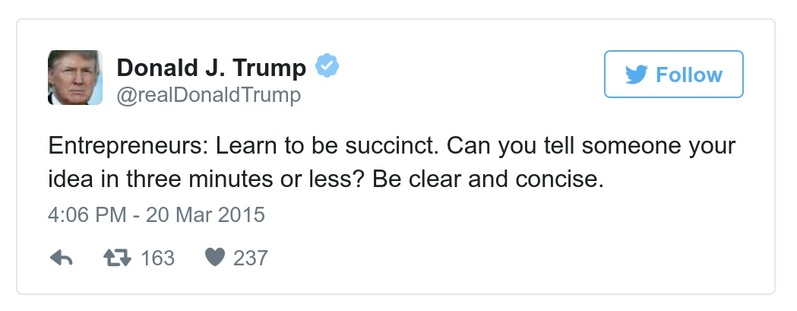 Donald J. Trump
@realDonaldTrump
Follow
Entrepreneurs: Learn to be succinct. Can you tell someone your
idea in three minutes or less? Be clear and concise.
4:06 PM - 20 Mar 2015
163 237